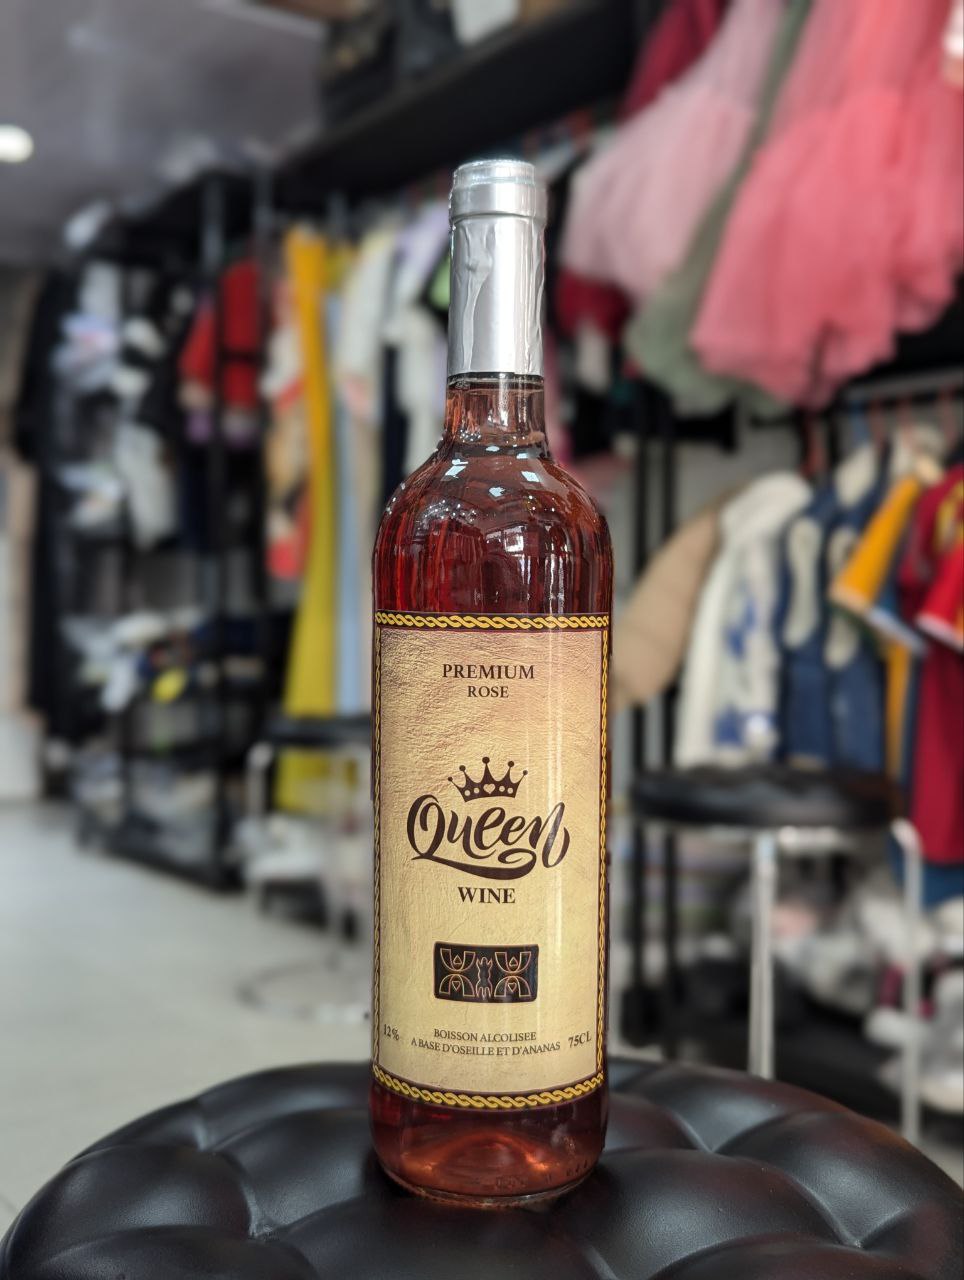 PREMIUM
ROSE
Queen
WINE
12%
BOISSON ALCOLISEE
A BASE D'OSEILLE ET D'ANANAS
75CL